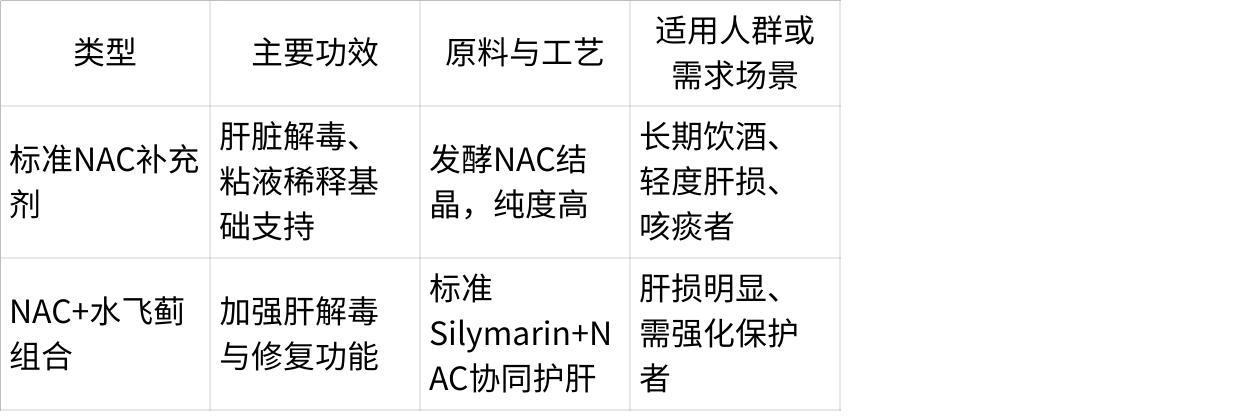 类型
主要功效
原料与工艺
适用人群或
需求场景
标准NAC补充
剂
肝脏解毒、
粘液稀释基
础支持
发酵NAC结
晶，纯度高
长期饮酒、
轻度肝损、
咳痰者
NAC+水飞蓟
组合
加强肝解毒
与修复功能
标准
Silymarin+N
AC协同护肝
肝损明显、
需强化保护
者